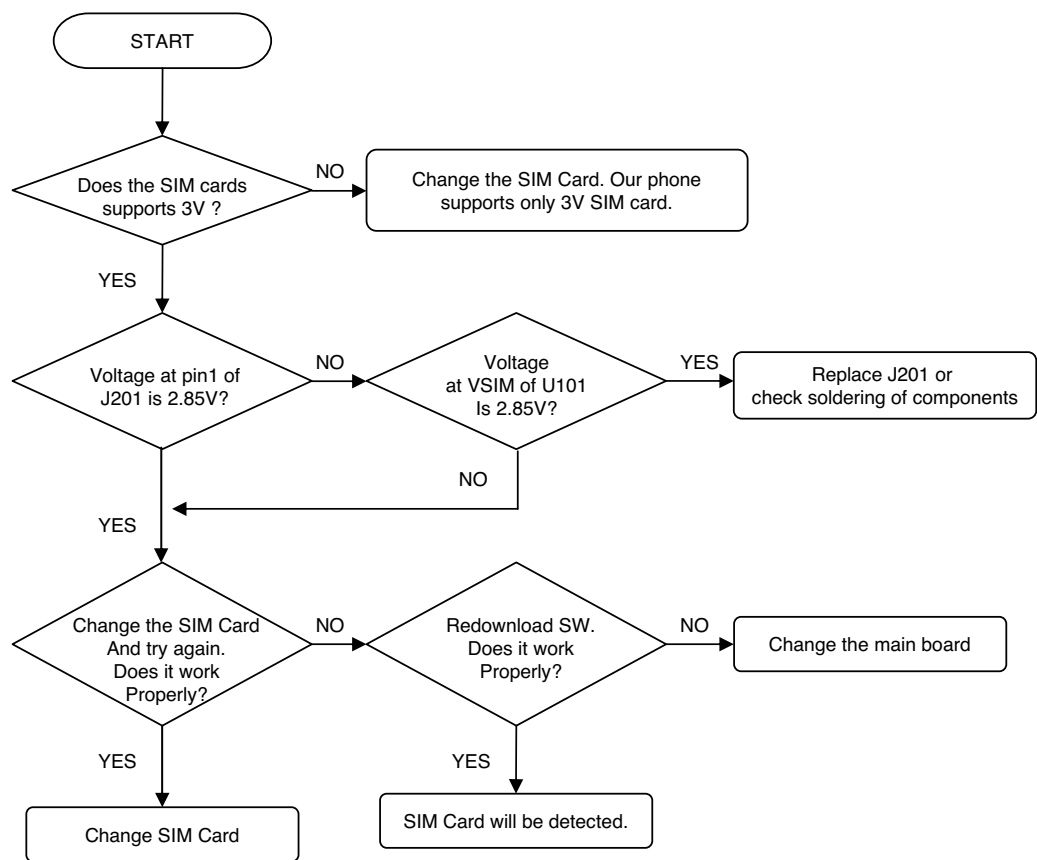 START
Does the SIM cards
supports 3V ?
NO
Change the SIM Card. Our phone
supports only 3V SIM card.
YES
Voltage at pin1 of
J201 is 2.85V?
NO
Voltage
at VSIM of U101
Is 2.85V?
YES
Replace J201 or
check soldering of components
NO
YES
Change the SIM Card
And try again.
Does it work
Properly?
NO
Redownload SW.
Does it work
Properly?
NO
Change the main board
YES
YES
Change SIM Card
SIM Card will be detected.